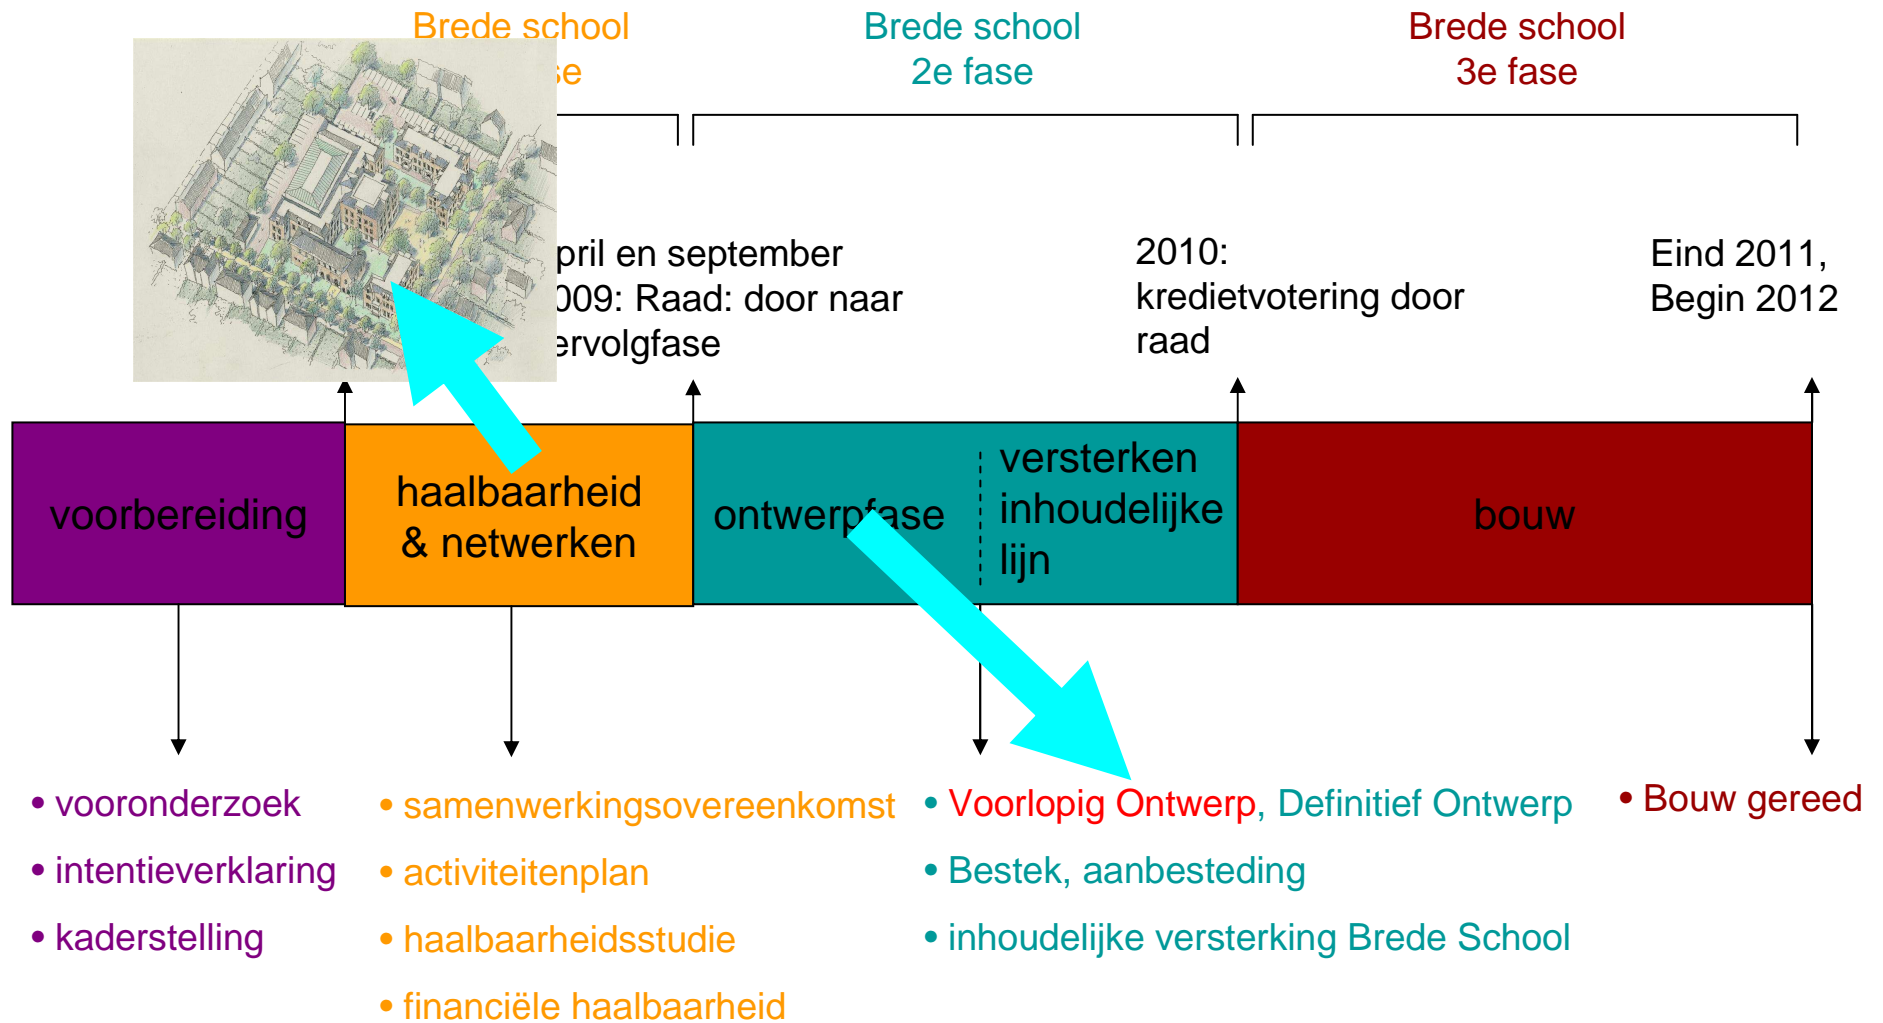 Brede school
se
Brede school
2e fase
Brede school
3e fase
pril en september
009: Raad: door naar
ervolgfase
2010:
kredietvotering door
raad
Eind 2011,
Begin 2012
voorbereiding
haalbaarheid
& netwerken
ontwerpfase
versterken
inhoudelijke
lijn
bouw
• vooronderzoek
• intentieverklaring
• kaderstelling
• samenwerkingsovereenkomst
• activiteitenplan
• haalbaarheidsstudie
• financiële haalbaarheid
• Voorlopig Ontwerp, Definitief Ontwerp
• Bestek, aanbesteding
• inhoudelijke versterking Brede School
• Bouw gereed